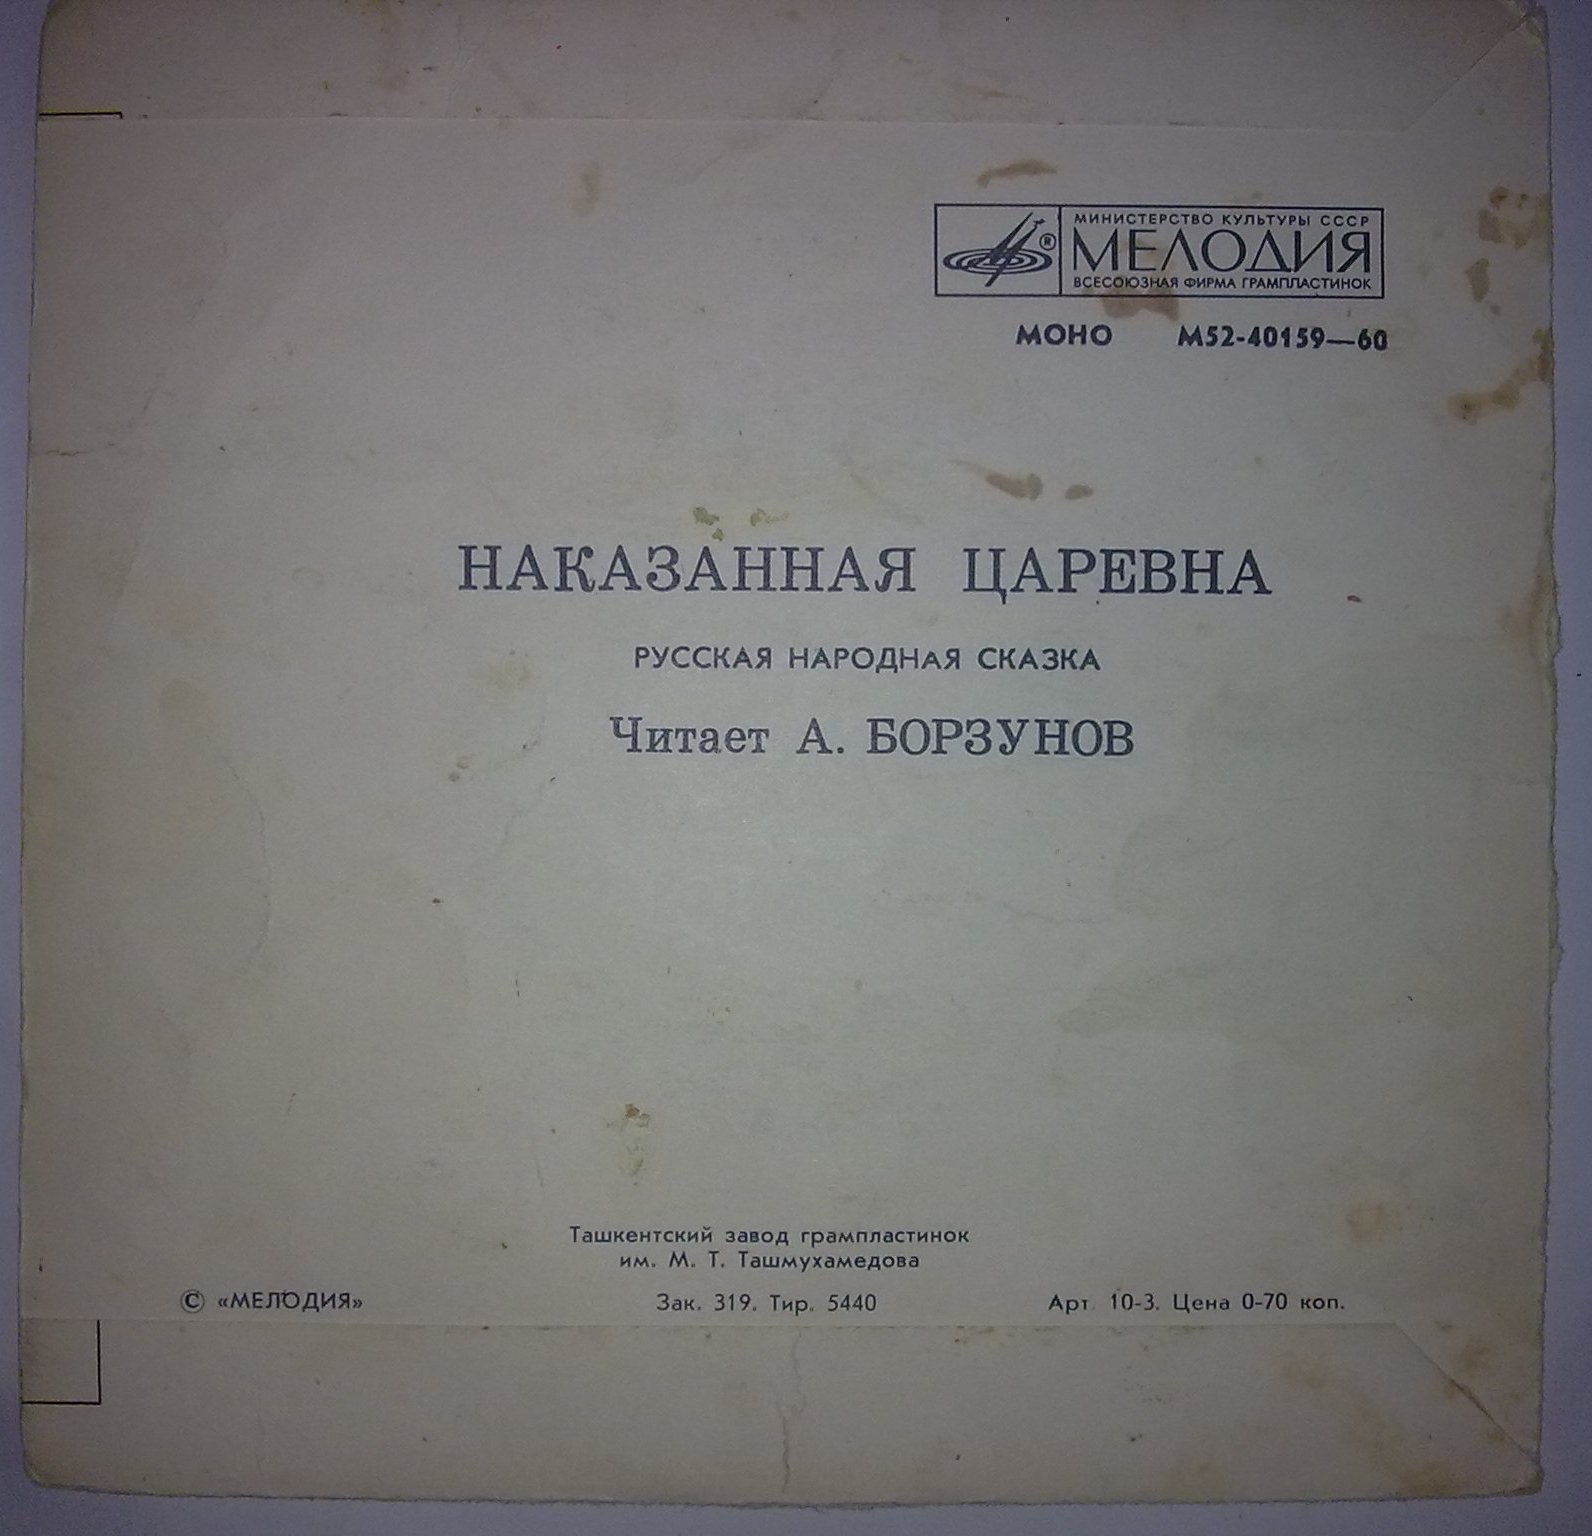 МИНИСТЕРСТВО КУЛЬТУРЫ СССР
® МЕЛОДИЯ
ВСЕСОЮЗНАЯ ФИРМА ГРАМПЛАСТИНОК
МОНО М52-40159—60
НАКАЗАННАЯ ЦАРЕВНА
РУССКАЯ НАРОДНАЯ СКАЗКА
Читает А. БОРЗУНОВ
Ташкентский завод грампластинок
им. М. Т. Ташмухамедова
© «МЕЛОДИЯ» Зак. 319. Тир. 5440 Арт. 10-3. Цена 0-70 коп.